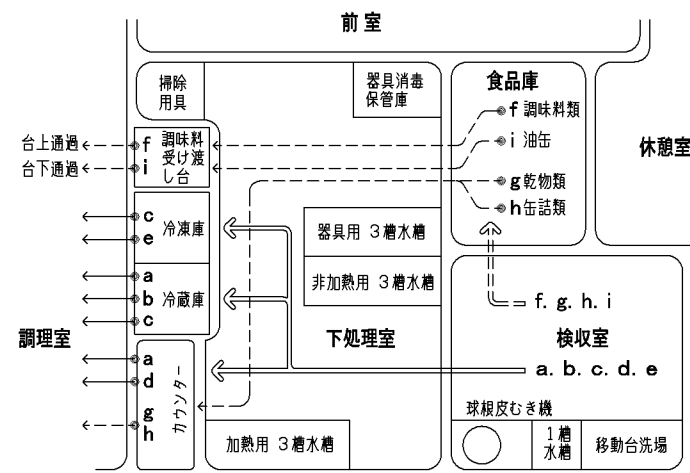 前室
掃除
用具
器具消毒
保管庫
食品庫
f 調味料類
i 油缶
g 乾物類
h 缶詰類
休憩室
台上通過
台下通過
f
i
調味料
受け渡
し台
c
e
冷凍庫
a
b
c
冷蔵庫
器具用 3槽水槽
非加熱用 3槽水槽
f. g. h. i
調理室
下処理室
検収室
a. b. c. d. e
a
d
g
h
カウンター
球根皮むき機
加熱用 3槽水槽
1槽
水槽
移動台洗場